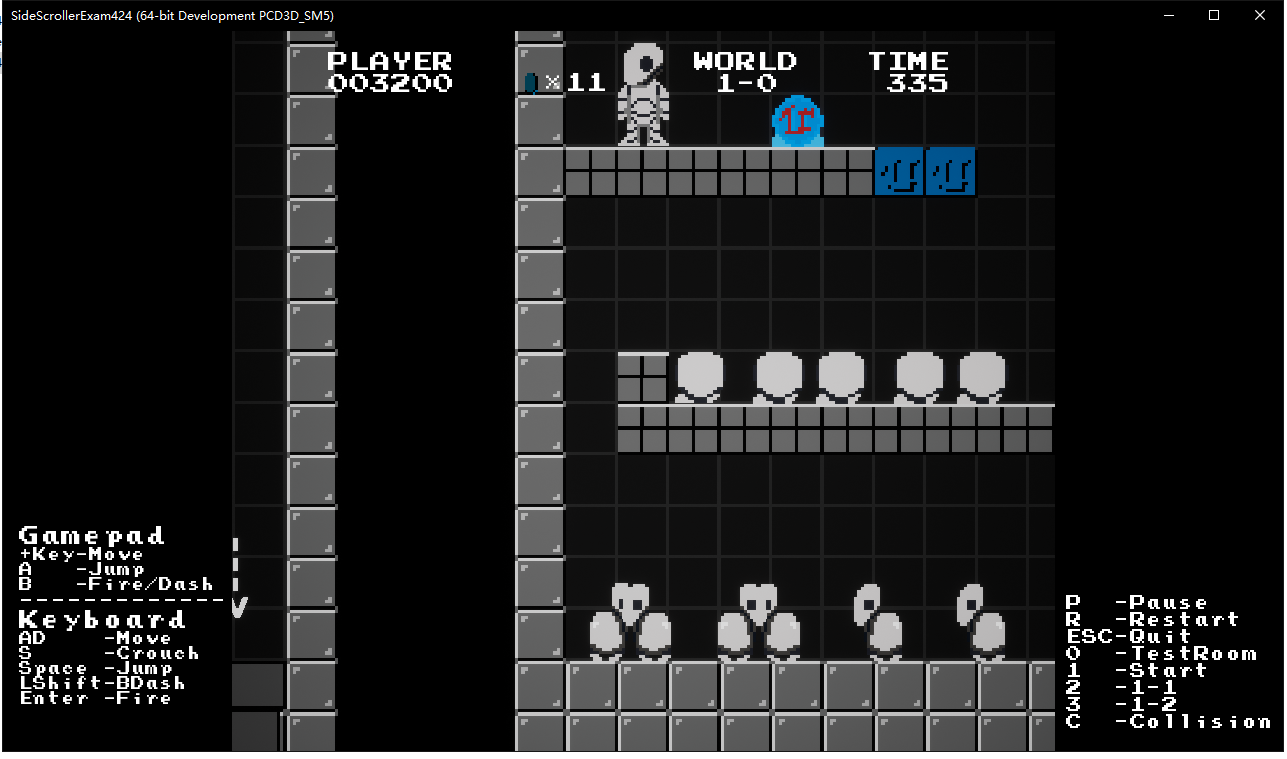 SideScrollerExam424 (64-bit Development PCD3D_SM5)
PLAYER
003200
×11
WORLD
1-0
TIME
335
Gamepad
+Key-Move
A -Jump
B -Fire/Dash
--------------
Keyboard
AD -Move
S -Crouch
Space -Jump
LShift-BDash
Enter -Fire
P -Pause
R -Restart
ESC-Quit
0 -TestRoom
1 -Start
2 -1-1
3 -1-2
C -Collision